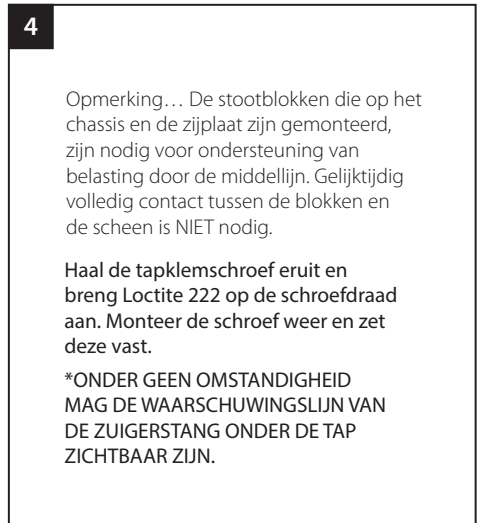 4
Opmerking… De stootblokken die op het
chassis en de zijplaat zijn gemonteerd,
zijn nodig voor ondersteuning van
belasting door de middellijn. Gelijktijdig
volledig contact tussen de blokken en
de scheen is NIET nodig.
Haal de tapklemschroef eruit en
breng Loctite 222 op de schroefdraad
aan. Monteer de schroef weer en zet
deze vast.
*ONDER GEEN OMSTANDIGHEID
MAG DE WAARSCHUWINGSLIJN VAN
DE ZUIGERSTANG ONDER DE TAP
ZICHTBAAR ZIJN.